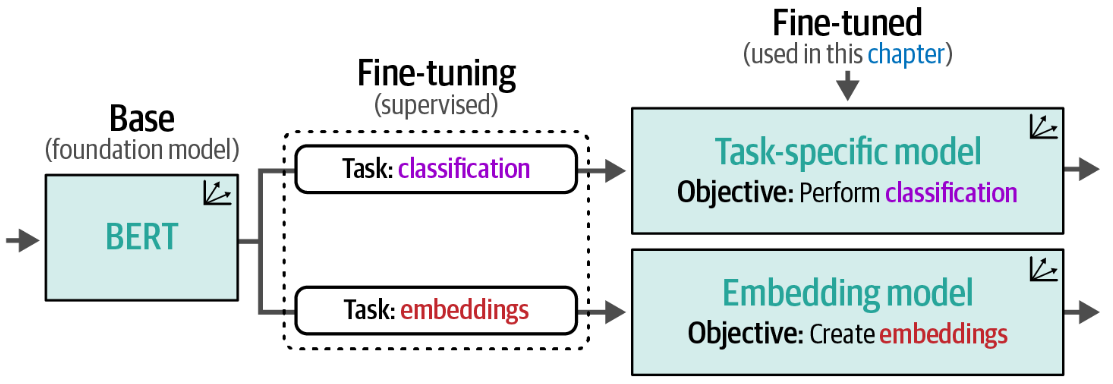 Base
(foundation model)
BERT
Fine-tuning
(supervised)
Task: classification
Task: embeddings
Fine-tuned
(used in this chapter)
Task-specific model
Objective: Perform classification
Embedding model
Objective: Create embeddings